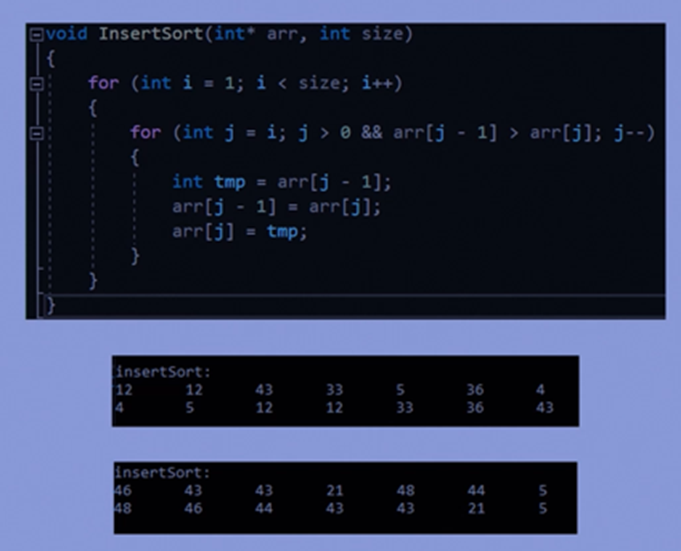 void InsertSort(int* arr, int size)
{
for (int i = 1; i < size; i++)
{
for (int j = i; j > 0 && arr[j - 1] > arr[j]; j--)
{
int tmp = arr[j - 1];
arr[j - 1] = arr[j];
arr[j] = tmp;
}
}
}
insertSort:
12 12 43 33 5 36 4
4 5 12 12 33 36 43
insertSort:
46 43 43 21 48 44 5
48 46 44 43 43 21 5